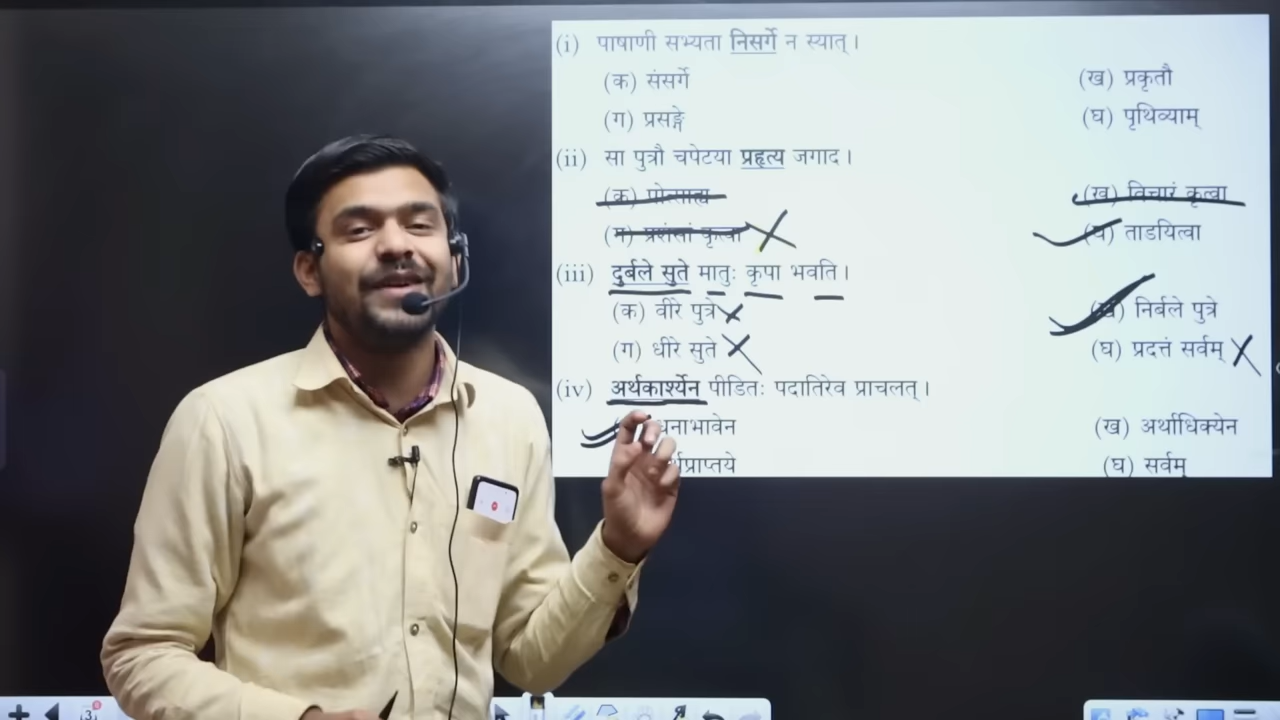 (i) पाषाणी सभ्यता निसर्गे न स्यात्।
(क) संसर्गे (ख) प्रकृतौ
(ग) प्रसङ्गे (घ) पृथिव्याम्
(ii) सा पुत्रौ चपेटया प्रहृत्य जगाद।
(क) प्रोत्साह्य (ख) विचारं कृत्वा
(ग) प्रशंसां कृत्वा (घ) ताडयित्वा
(iii) दुर्बले सुते मातुः कृपा भवति।
(क) वीरे पुत्रे (ख) निर्बले पुत्रे
(ग) धीरे सुते (घ) प्रदत्तं सर्वम्
(iv) अर्थकार्श्येन पीडितः पदातिरेव प्राचलत्।
धनाभावेन (ख) अर्थाधिक्येन
(घ) सर्वम्